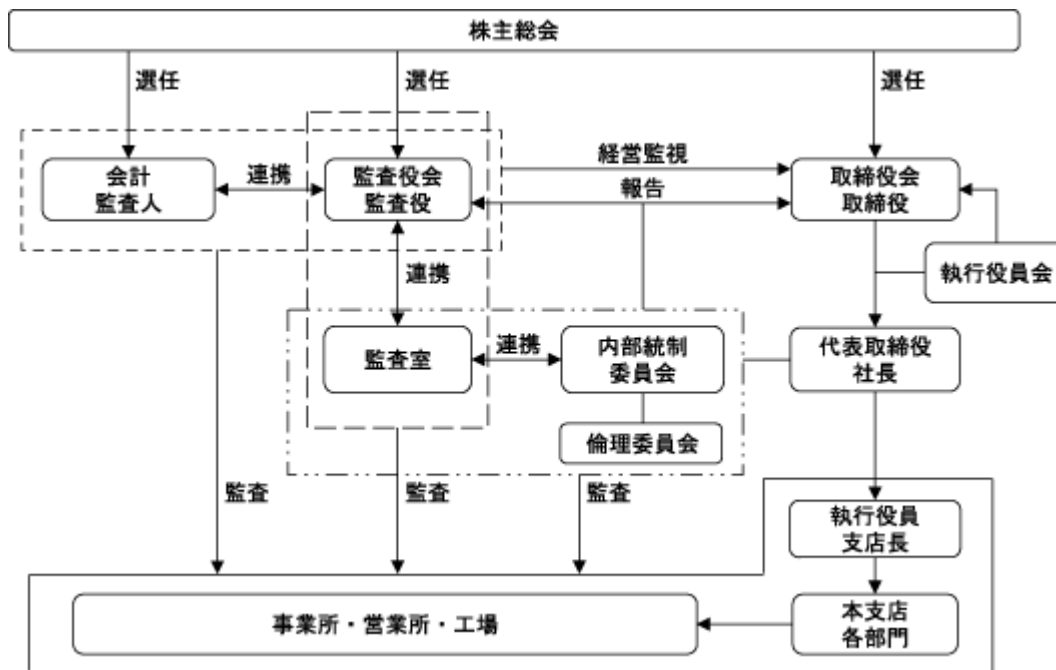 株主総会
選任
選任
選任
会計
監査人
連携
監査役会
監査役
経営監視
報告
取締役会
取締役
執行役員会
連携
監査室
連携
内部統制
委員会
代表取締役
社長
倫理委員会
監査
監査
監査
執行役員
支店長
事業所・営業所・工場
本支店
各部門